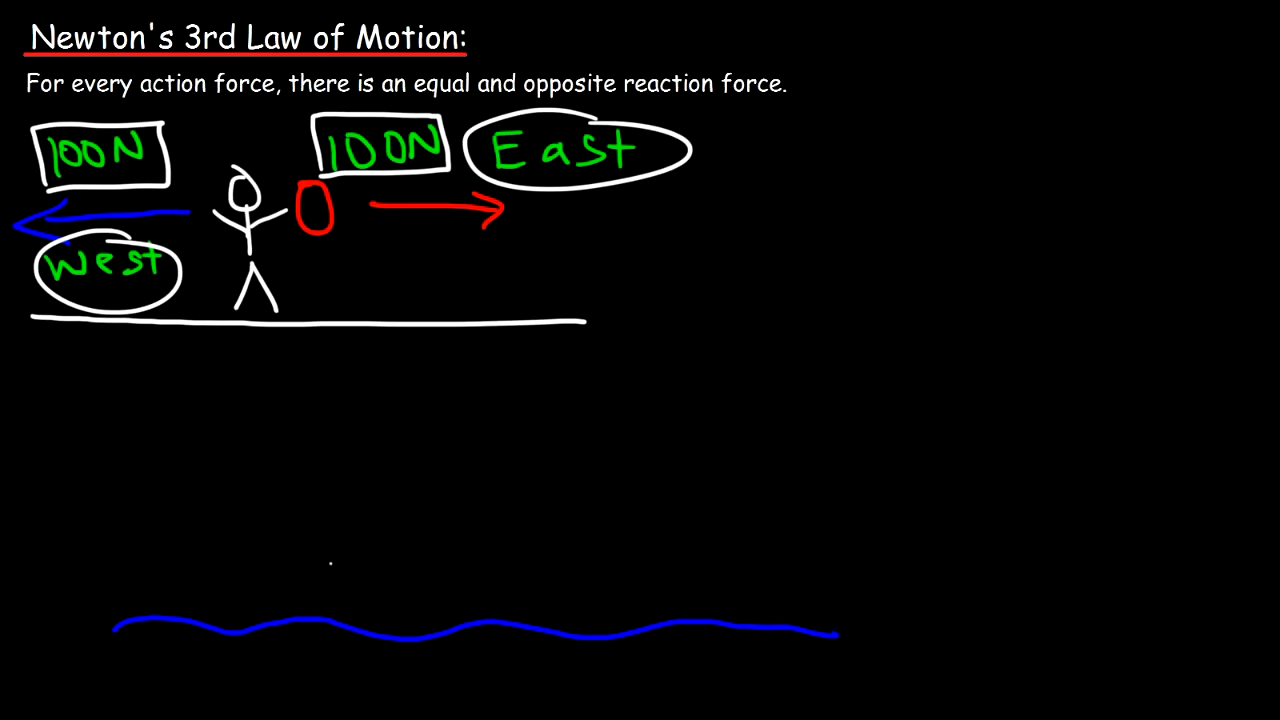 Newton's 3rd Law of Motion:
For every action force, there is an equal and opposite reaction force.
100N 100N East
West